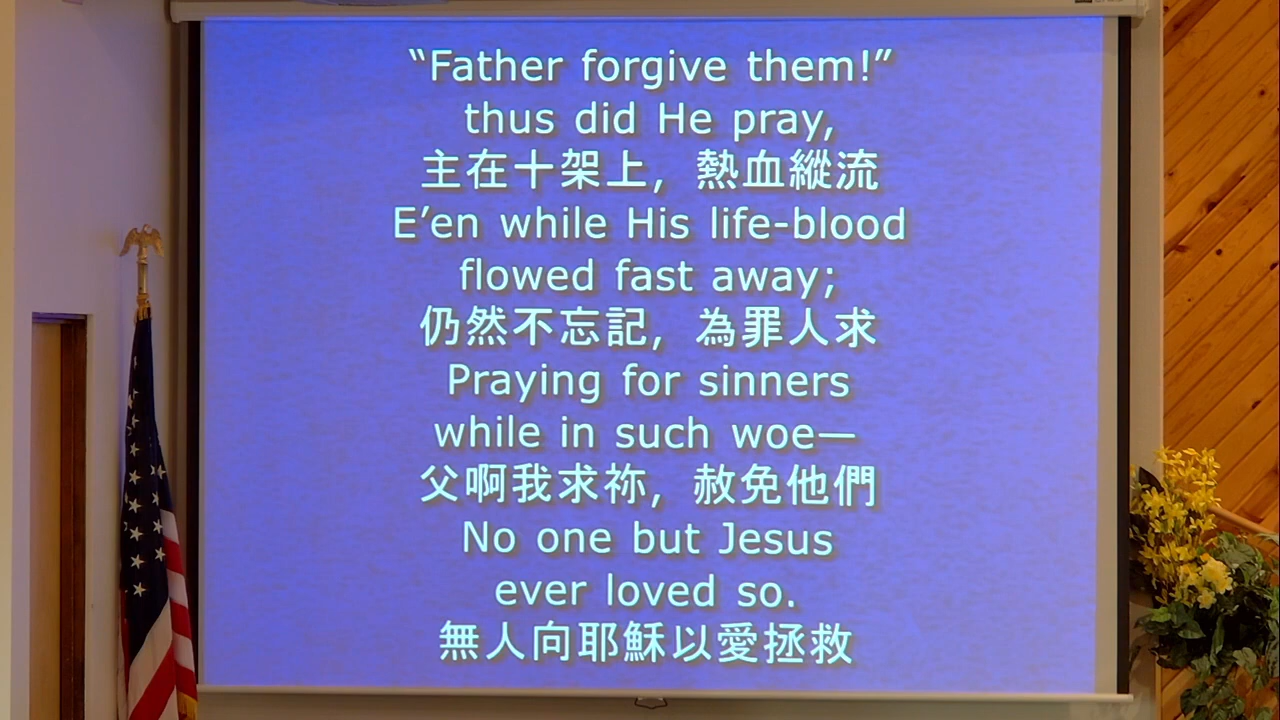 “Father forgive them!”
thus did He pray,
主在十架上，熱血縱流
E’en while His life-blood
flowed fast away;
仍然不忘記，為罪人求
Praying for sinners
while in such woe—
父啊我求祢，赦免他們
No one but Jesus
ever loved so.
無人向耶穌以愛拯救